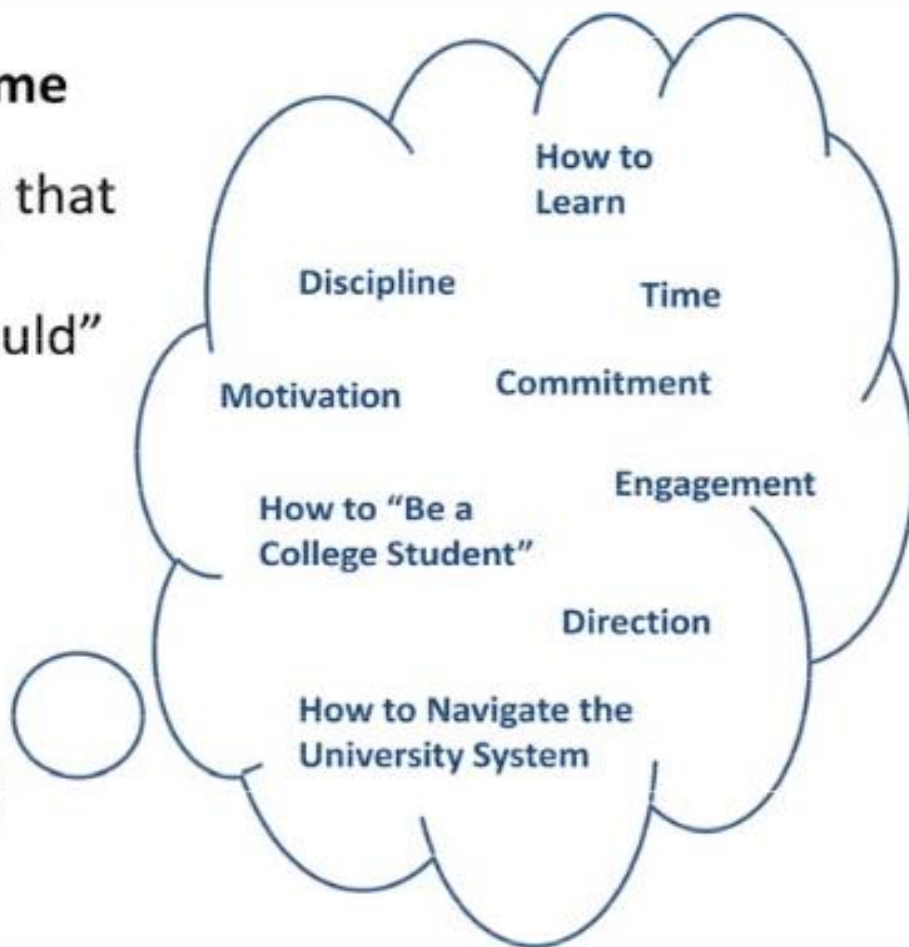 me
that
uld”
How to
Learn
Discipline
Time
Motivation
Commitment
Engagement
How to “Be a
College Student”
Direction
How to Navigate the
University System